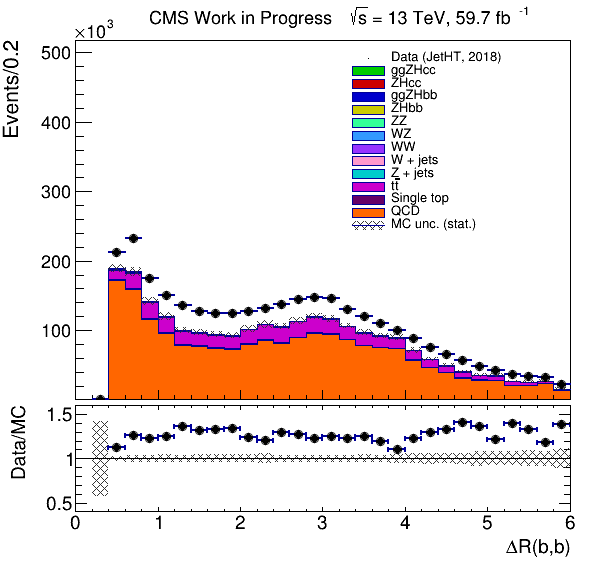 CMS Work in Progress √s = 13 TeV, 59.7 fb⁻¹
×10³
Events/0.2
500
400
300
200
100
Data (JetHT, 2018)
ggZHcc
ZHcc
ggZHbb
ZHbb
ZZ
WZ
WW
W + jets
Z + jets
tt̄
Single top
QCD
MC unc. (stat.)
Data/MC
1.5
1
0.5
0 1 2 3 4 5 6
ΔR(b,b)